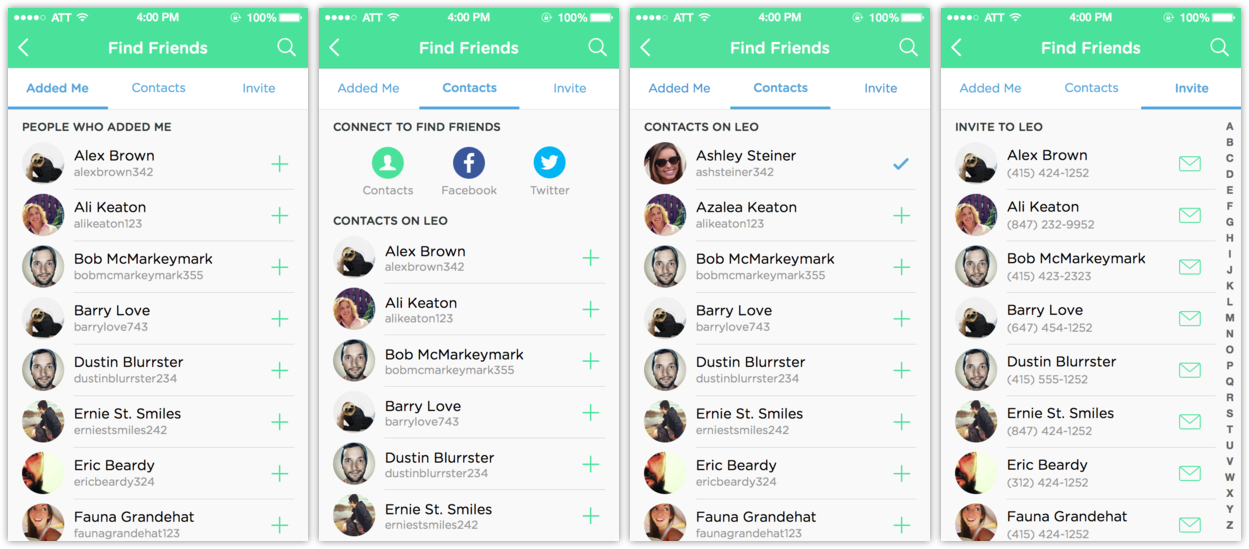 ATT 4:00 PM 100%
Find Friends
Added Me Contacts Invite
PEOPLE WHO ADDED ME
Alex Brown
alexbrown342
Ali Keaton
alikeaton123
Bob McMarkeymark
bobmcmarkeymark355
Barry Love
barrylove743
Dustin Blurrster
dustinblurrster234
Ernie St. Smiles
erniestsmiles242
Eric Beardy
ericbeardy324
Fauna Grandehat
faunagrandehat123
ATT 4:00 PM 100%
Find Friends
Added Me Contacts Invite
CONNECT TO FIND FRIENDS
Contacts Facebook Twitter
CONTACTS ON LEO
Alex Brown
alexbrown342
Ali Keaton
alikeaton123
Bob McMarkeymark
bobmcmarkeymark355
Barry Love
barrylove743
Dustin Blurrster
dustinblurrster234
Ernie St. Smiles
erniestsmiles242
ATT 4:00 PM 100%
Find Friends
Added Me Contacts Invite
CONTACTS ON LEO
Ashley Steiner
ashsteiner342
Azalea Keaton
alikeaton123
Bob McMarkeymark
bobmcmarkeymark355
Barry Love
barrylove743
Dustin Blurrster
dustinblurrster234
Ernie St. Smiles
erniestsmiles242
Eric Beardy
ericbeardy324
Fauna Grandehat
faunagrandehat123
ATT 4:00 PM 100%
Find Friends
Added Me Contacts Invite
INVITE TO LEO
Alex Brown
(415) 424-1252
Ali Keaton
(847) 232-9952
Bob McMarkeymark
(415) 423-2323
Barry Love
(647) 454-1252
Dustin Blurrster
(415) 555-1252
Ernie St. Smiles
(847) 424-1252
Eric Beardy
(312) 424-1252
Fauna Grandehat
(415) 424-1252
A
B
C
D
E
F
G
H
I
J
K
L
M
N
O
P
Q
R
S
T
U
V
W
X
Y
Z